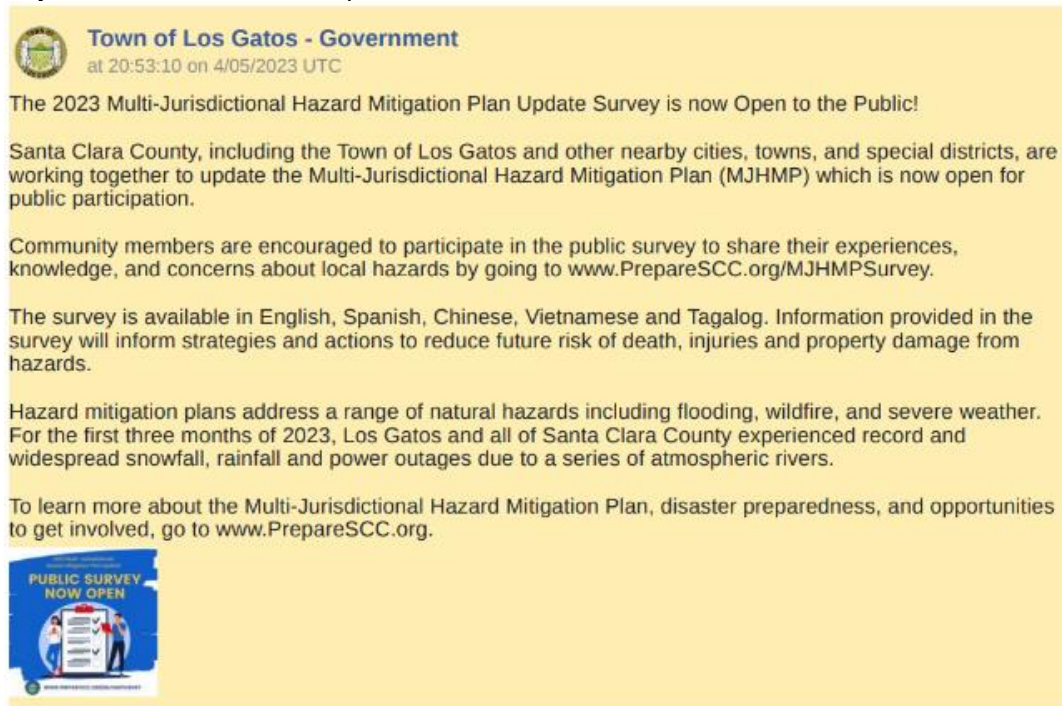 Town of Los Gatos - Government
at 20:53:10 on 4/05/2023 UTC
The 2023 Multi-Jurisdictional Hazard Mitigation Plan Update Survey is now Open to the Public!
Santa Clara County, including the Town of Los Gatos and other nearby cities, towns, and special districts, are
working together to update the Multi-Jurisdictional Hazard Mitigation Plan (MJHMP) which is now open for
public participation.
Community members are encouraged to participate in the public survey to share their experiences,
knowledge, and concerns about local hazards by going to www.PrepareSCC.org/MJHMPSurvey.
The survey is available in English, Spanish, Chinese, Vietnamese and Tagalog. Information provided in the
survey will inform strategies and actions to reduce future risk of death, injuries and property damage from
hazards.
Hazard mitigation plans address a range of natural hazards including flooding, wildfire, and severe weather.
For the first three months of 2023, Los Gatos and all of Santa Clara County experienced record and
widespread snowfall, rainfall and power outages due to a series of atmospheric rivers.
To learn more about the Multi-Jurisdictional Hazard Mitigation Plan, disaster preparedness, and opportunities
to get involved, go to www.PrepareSCC.org.
PUBLIC SURVEY
NOW OPEN